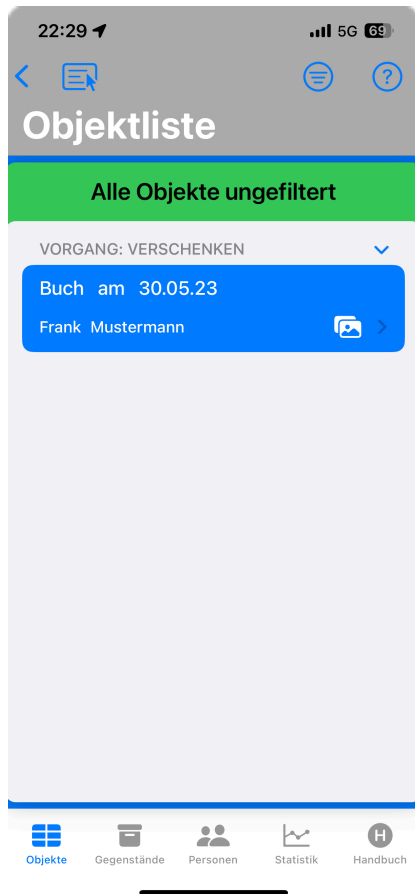 22:29
5G 69
Objektliste
Alle Objekte ungefiltert
VORGANG: VERSCHENKEN
Buch am 30.05.23
Frank Mustermann
Objekte Gegenstände Personen Statistik H Handbuch